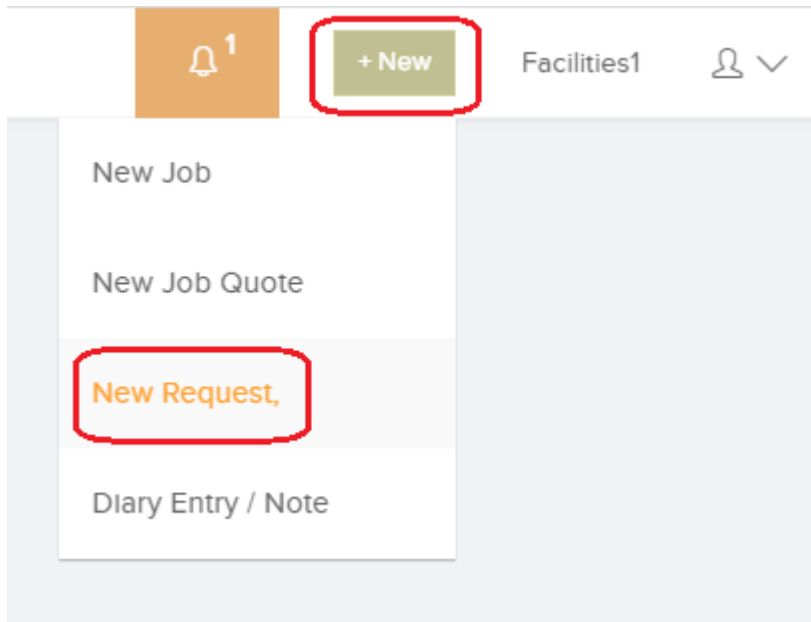 1
+ New
Facilities1
New Job
New Job Quote
New Request,
Diary Entry / Note